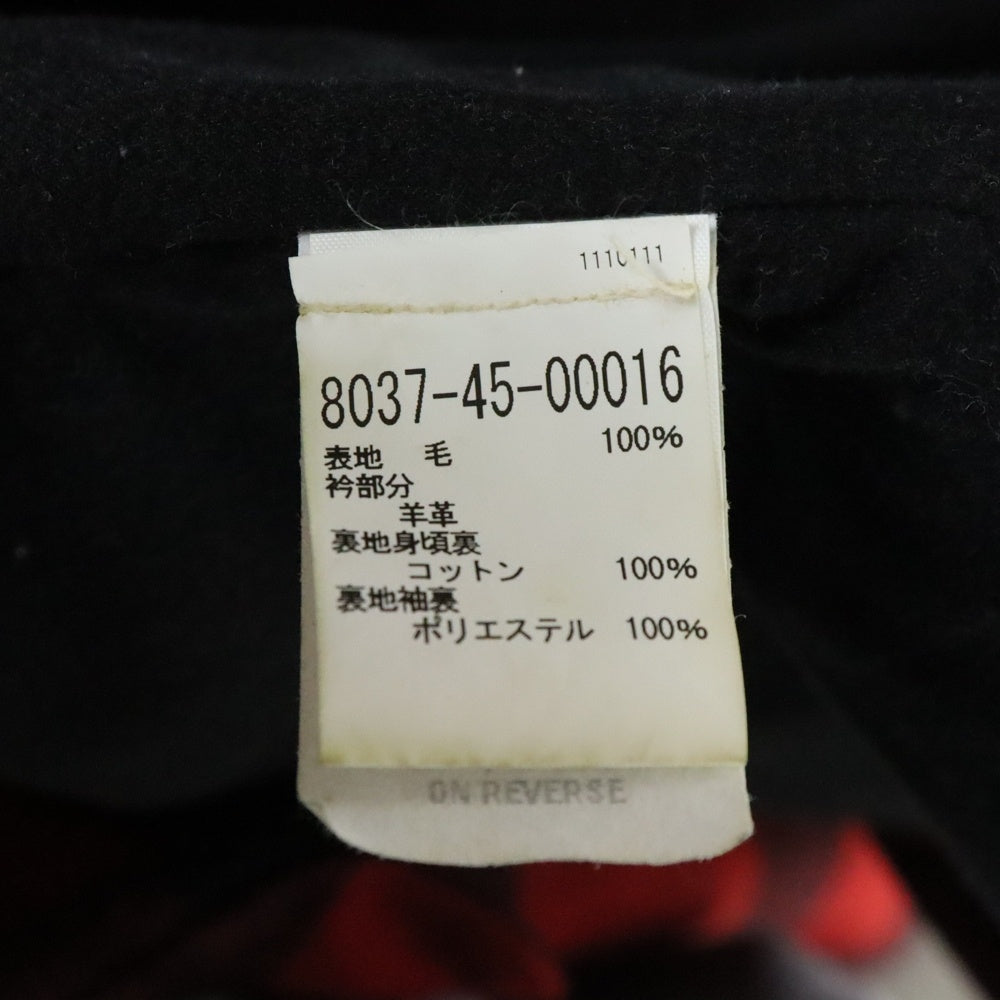 1110111
8037-45-00016
表地 毛 100%
衿部分
羊革
裏地身頃裏
コットン 100%
裏地袖裏
ポリエステル 100%
ON REVERSE